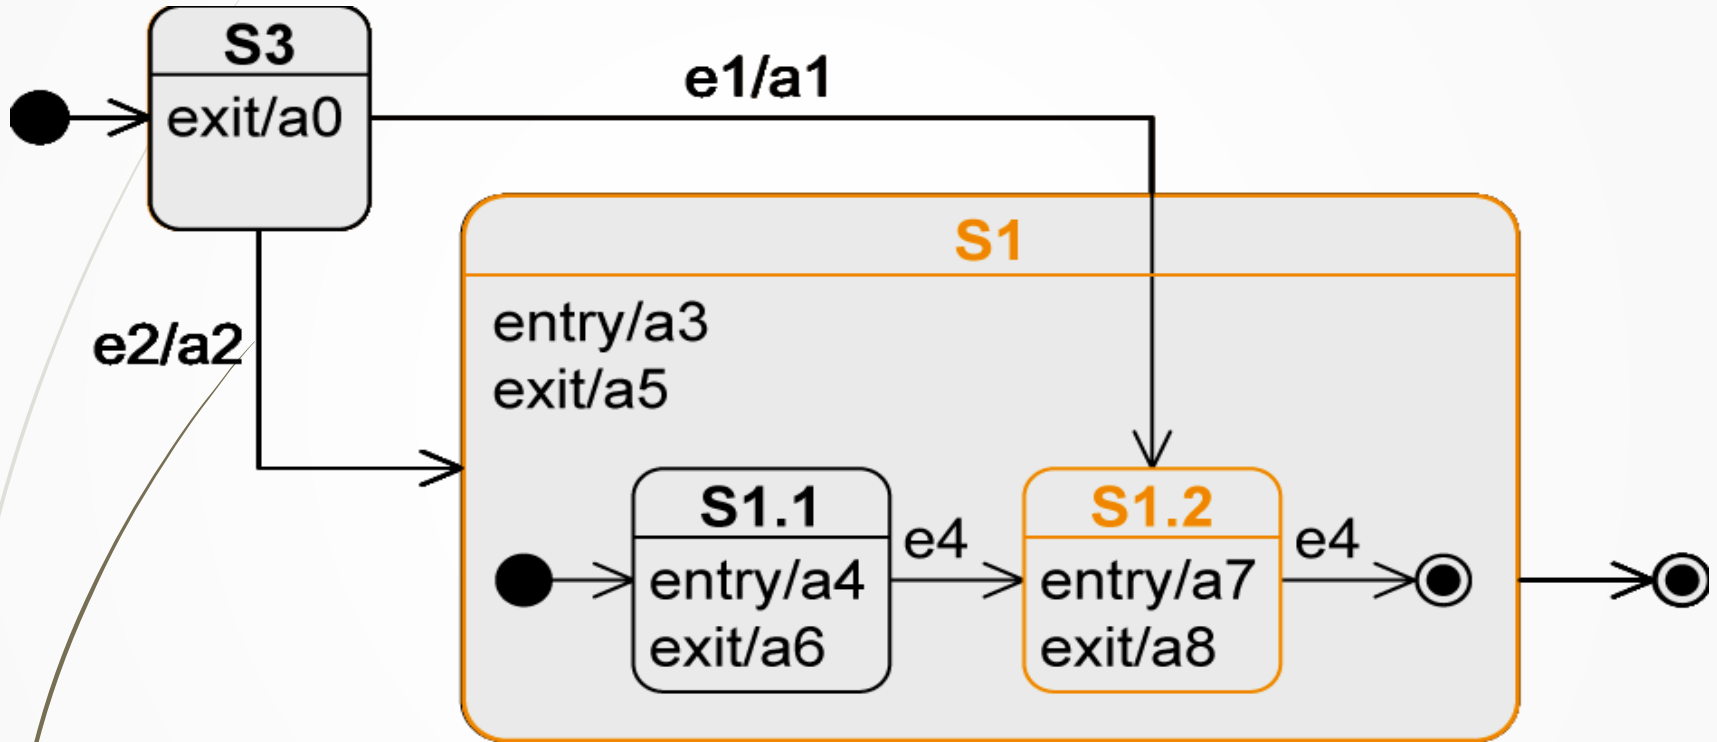 S3
exit/a0
e1/a1
S1
e2/a2
entry/a3
exit/a5
S1.1
entry/a4
exit/a6
e4
S1.2
entry/a7
exit/a8
e4